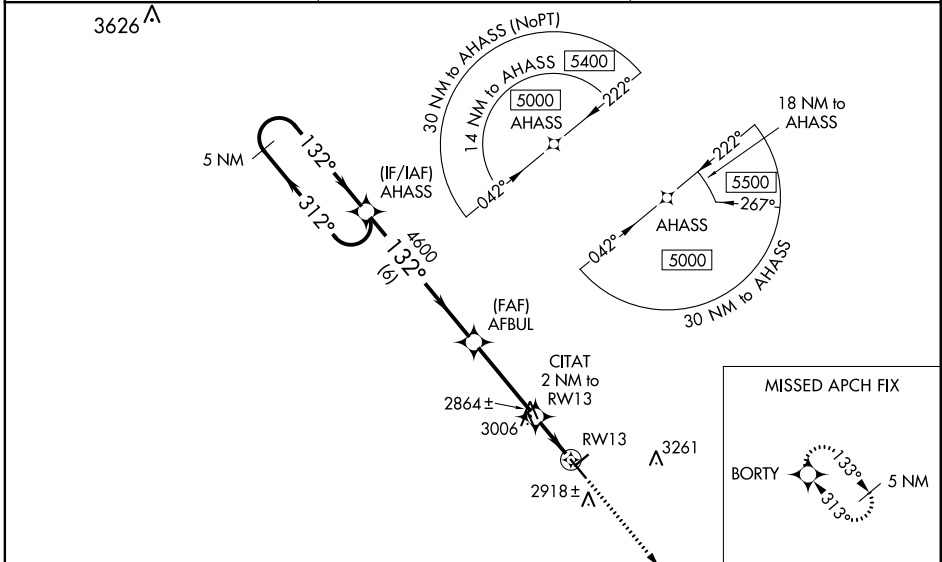 3626
30 NM to AHASS (NoPT)
14 NM to AHASS
5400
5000
AHASS
222°
042°
18 NM to
AHASS
222°
5500
267°
AHASS
042°
5000
30 NM to AHASS
5 NM
132°
312°
(IF/IAF)
AHASS
4600
132°
(6)
(FAF)
AFBUL
CITAT
2 NM to
RW13
2864 ±
3006
RW13
3261
2918 ±
MISSED APCH FIX
BORTY
133°
313°
5 NM